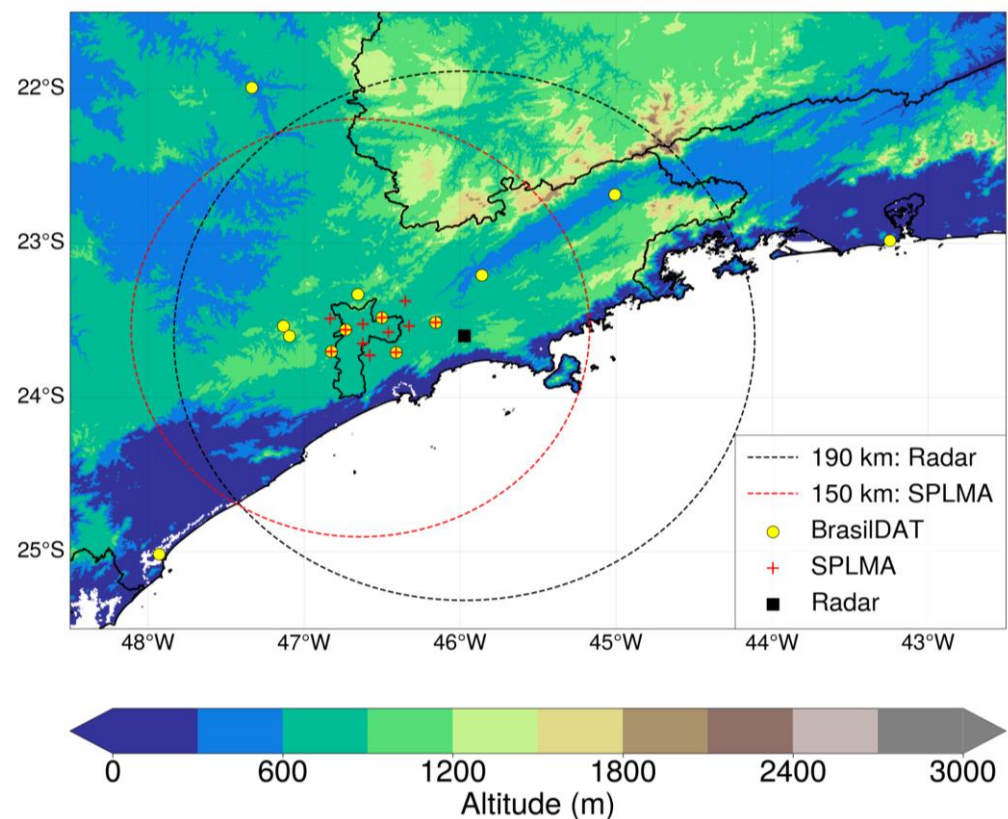 22°S
23°S
24°S
25°S
48°W 47°W 46°W 45°W 44°W 43°W
190 km: Radar
150 km: SPLMA
BrasilDAT
SPLMA
Radar
0 600 1200 1800 2400 3000
Altitude (m)